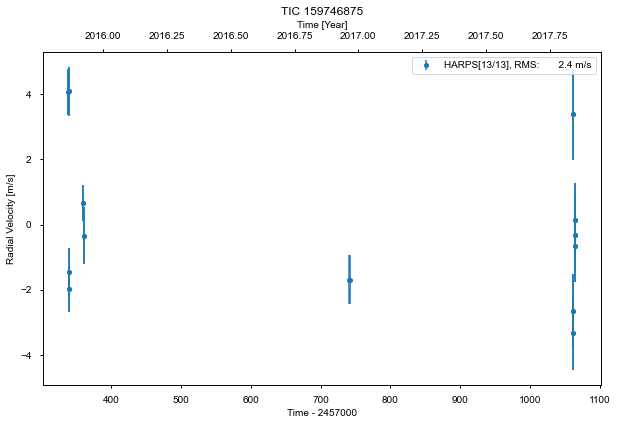 TIC 159746875
Time [Year]
2016.00 2016.25 2016.50 2016.75 2017.00 2017.25 2017.50 2017.75
HARPS[13/13], RMS: 2.4 m/s
Radial Velocity [m/s]
4
2
0
−2
−4
400 500 600 700 800 900 1000 1100
Time - 2457000